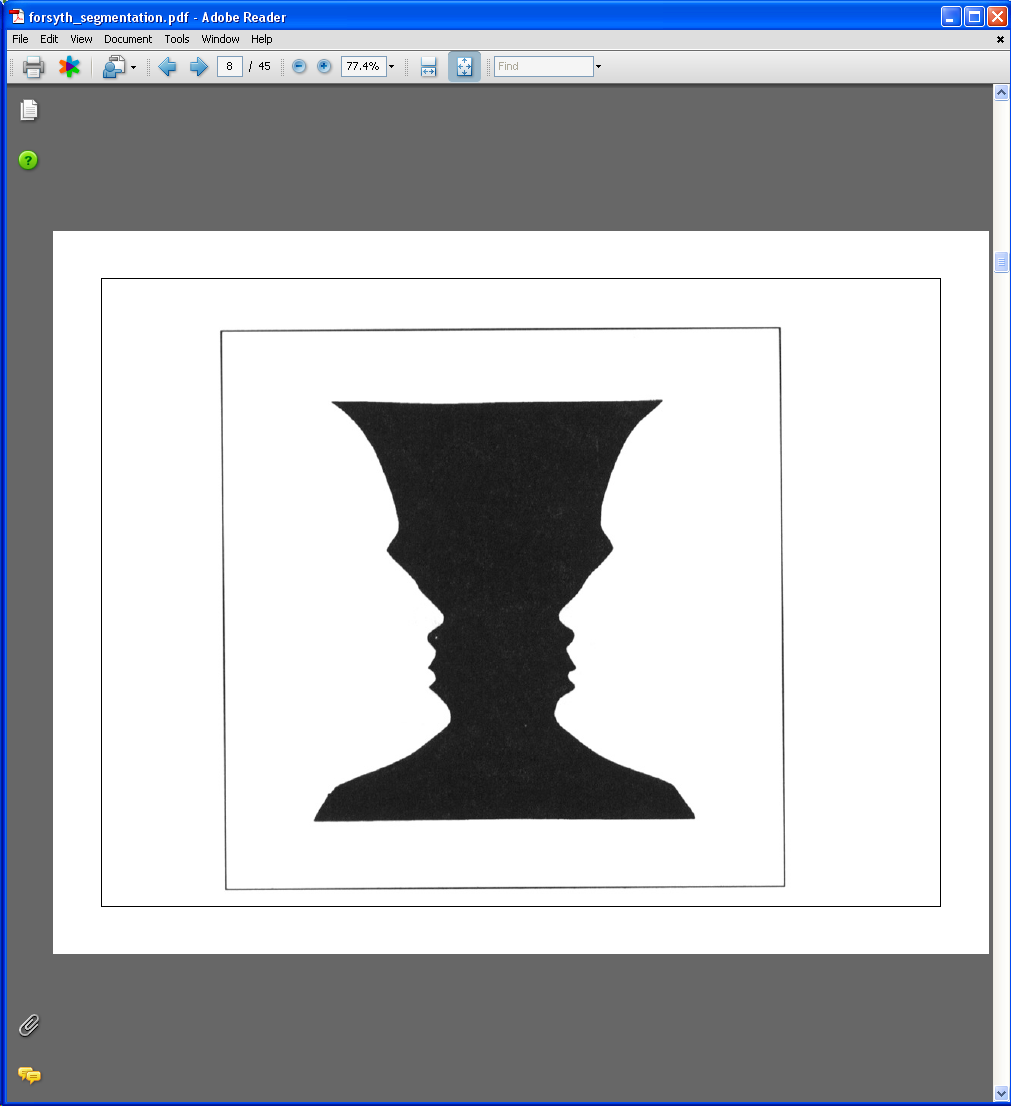 forsyth_segmentation.pdf - Adobe Reader
File Edit View Document Tools Window Help
8 / 45 77.4% Find